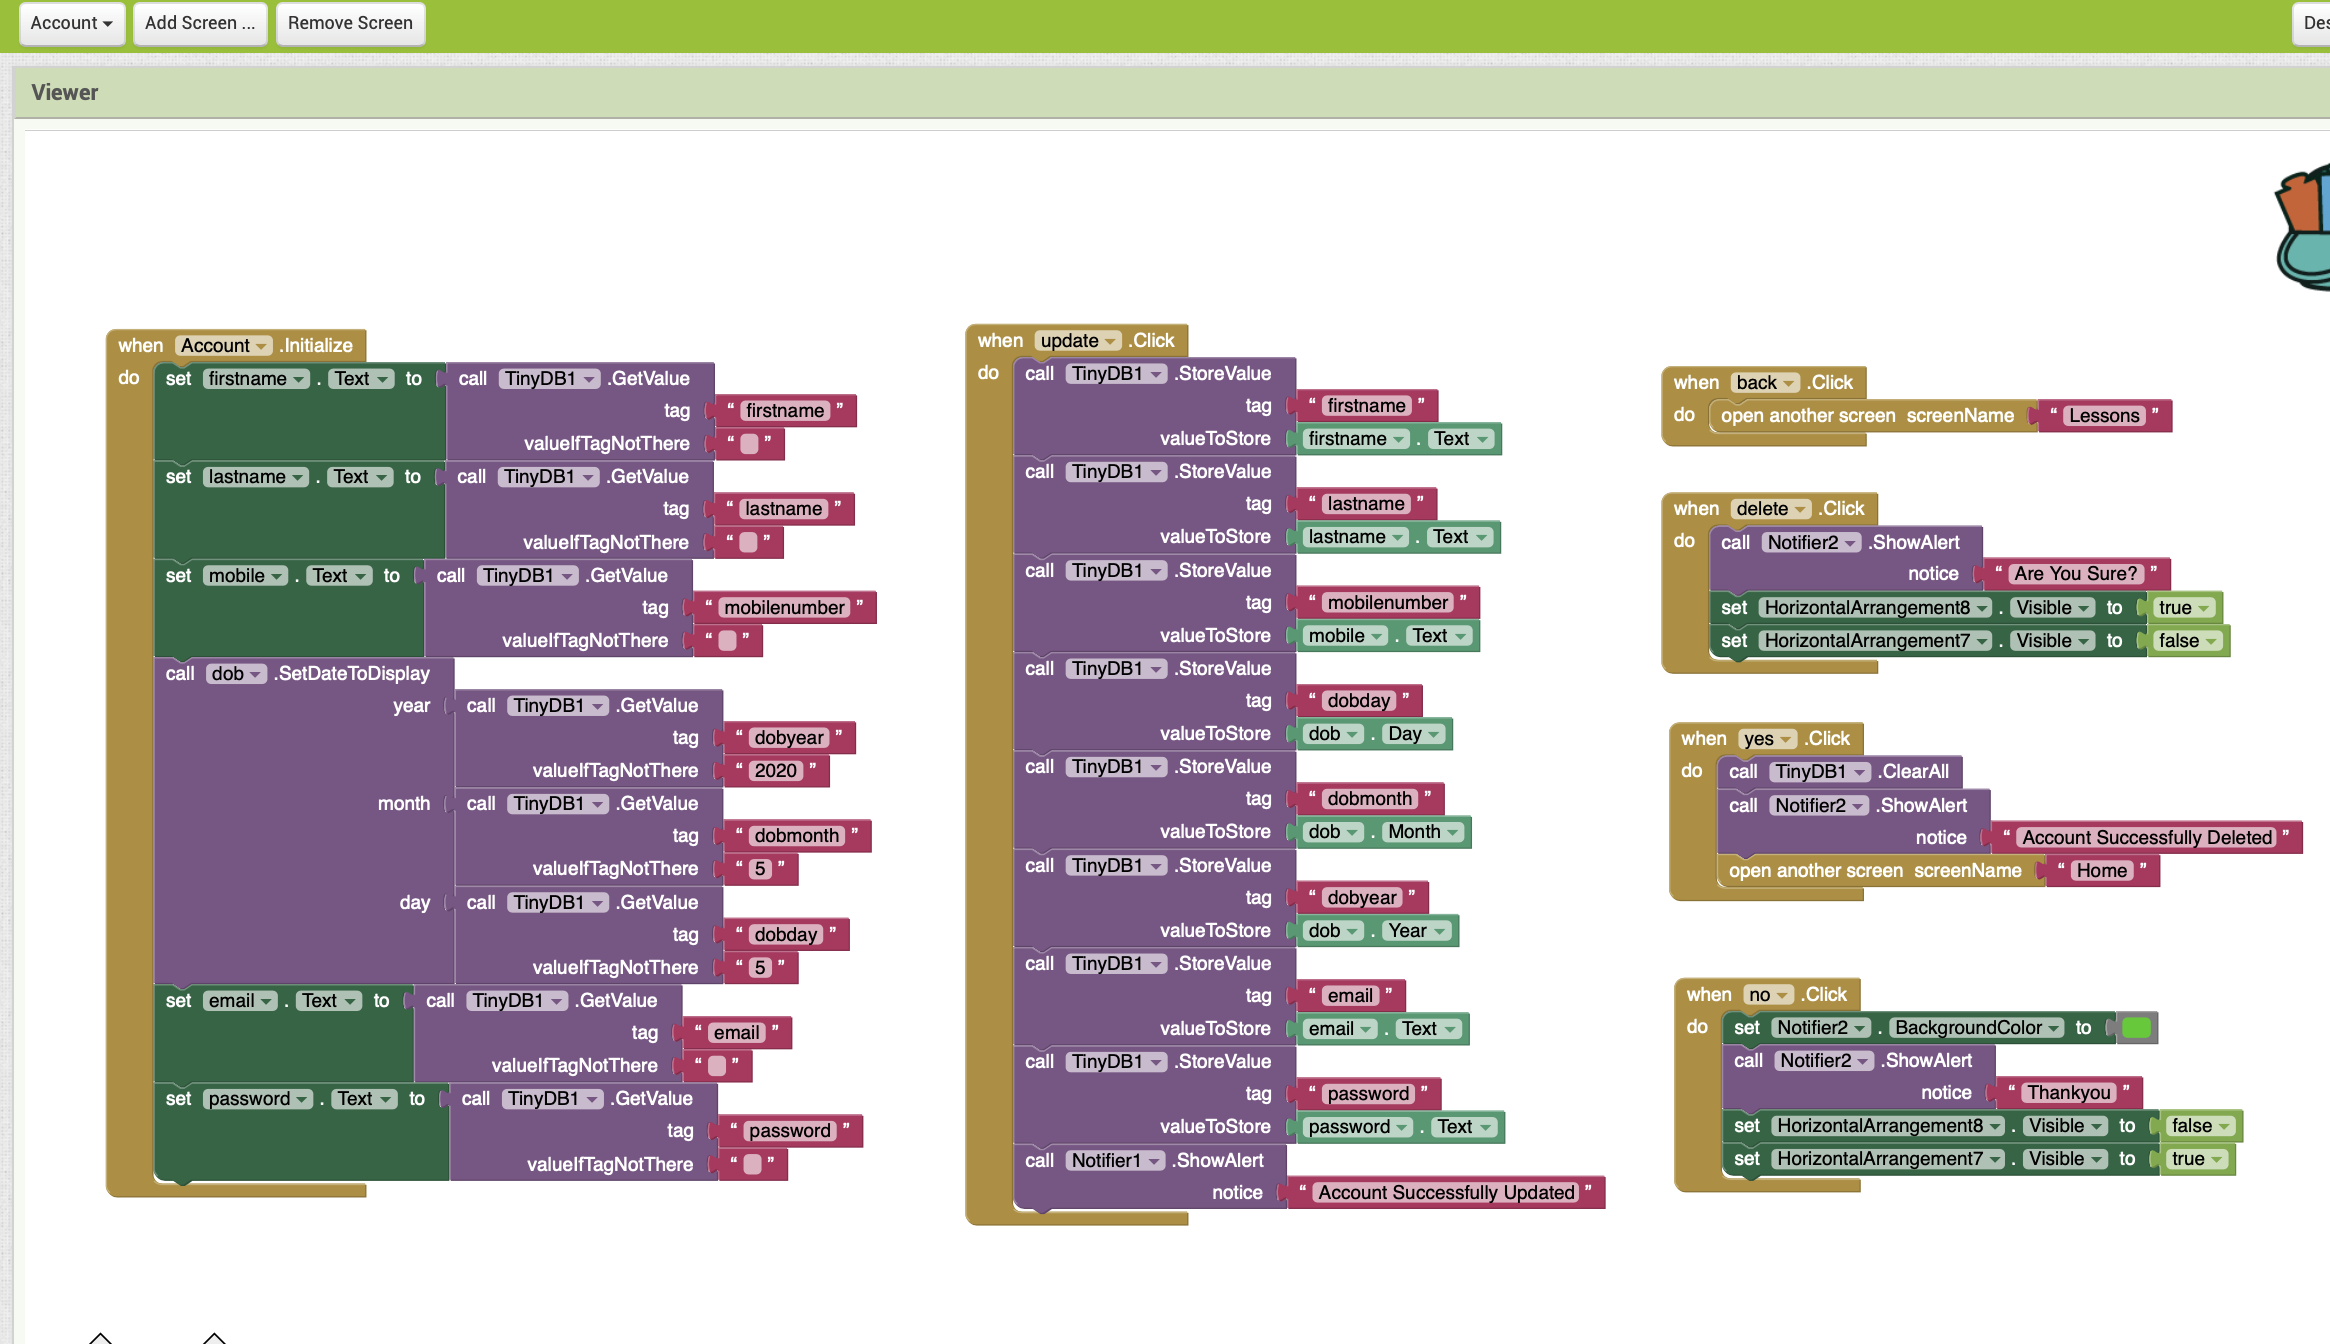 Account
Add Screen ...
Remove Screen
Viewer
when Account .Initialize
do set firstname . Text to call TinyDB1 .GetValue
tag " firstname "
valueIfTagNotThere " "
set lastname . Text to call TinyDB1 .GetValue
tag " lastname "
valueIfTagNotThere " "
set mobile . Text to call TinyDB1 .GetValue
tag " mobilenumber "
valueIfTagNotThere " "
call dob .SetDateToDisplay
year call TinyDB1 .GetValue
tag " dobyear "
valueIfTagNotThere " 2020 "
month call TinyDB1 .GetValue
tag " dobmonth "
valueIfTagNotThere " 5 "
day call TinyDB1 .GetValue
tag " dobday "
valueIfTagNotThere " 5 "
set email . Text to call TinyDB1 .GetValue
tag " email "
valueIfTagNotThere " "
set password . Text to call TinyDB1 .GetValue
tag " password "
valueIfTagNotThere " "
when update .Click
do call TinyDB1 .StoreValue
tag " firstname "
valueToStore firstname . Text
call TinyDB1 .StoreValue
tag " lastname "
valueToStore lastname . Text
call TinyDB1 .StoreValue
tag " mobilenumber "
valueToStore mobile . Text
call TinyDB1 .StoreValue
tag " dobday "
valueToStore dob . Day
call TinyDB1 .StoreValue
tag " dobmonth "
valueToStore dob . Month
call TinyDB1 .StoreValue
tag " dobyear "
valueToStore dob . Year
call TinyDB1 .StoreValue
tag " email "
valueToStore email . Text
call TinyDB1 .StoreValue
tag " password "
valueToStore password . Text
call Notifier1 .ShowAlert
notice " Account Successfully Updated "
when back .Click
do open another screen screenName " Lessons "
when delete .Click
do call Notifier2 .ShowAlert
notice " Are You Sure? "
set HorizontalArrangement8 . Visible to true
set HorizontalArrangement7 . Visible to false
when yes .Click
do call TinyDB1 .ClearAll
call Notifier2 .ShowAlert
notice " Account Successfully Deleted "
open another screen screenName " Home "
when no .Click
do set Notifier2 . BackgroundColor to
call Notifier2 .ShowAlert
notice " Thankyou "
set HorizontalArrangement8 . Visible to false
set HorizontalArrangement7 . Visible to true